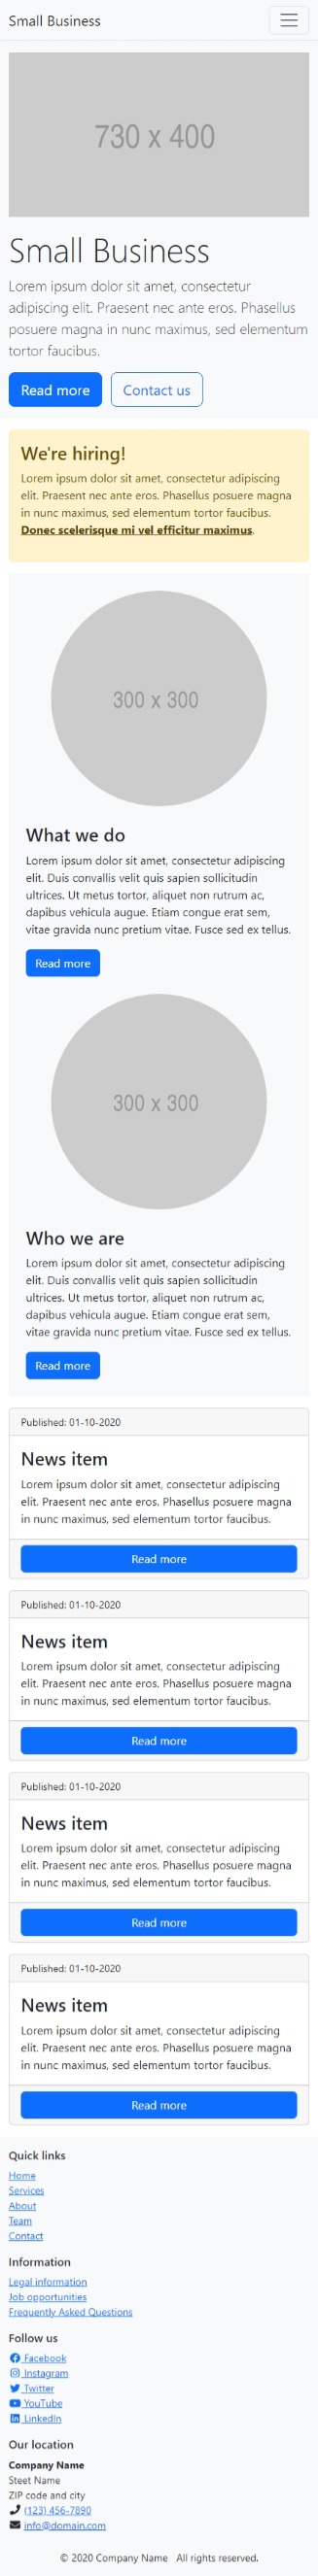 Small Business
730 x 400
Small Business
Lorem ipsum dolor sit amet, consectetur
adipiscing elit. Praesent nec ante eros. Phasellus
posuere magna in nunc maximus, sed elementum
tortor faucibus.
Read more Contact us
We're hiring!
Lorem ipsum dolor sit amet, consectetur adipiscing
elit. Praesent nec ante eros. Phasellus posuere magna
in nunc maximus, sed elementum tortor faucibus.
Donec scelerisque mi vel efficitur maximus.
300 x 300
What we do
Lorem ipsum dolor sit amet, consectetur adipiscing
elit. Duis convallis velit quis sapien sollicitudin
ultrices. Ut metus tortor, aliquet non rutrum ac,
dapibus vehicula augue. Etiam congue erat sem,
vitae gravida nunc pretium vitae. Fusce sed ex tellus.
Read more
300 x 300
Who we are
Lorem ipsum dolor sit amet, consectetur adipiscing
elit. Duis convallis velit quis sapien sollicitudin
ultrices. Ut metus tortor, aliquet non rutrum ac,
dapibus vehicula augue. Etiam congue erat sem,
vitae gravida nunc pretium vitae. Fusce sed ex tellus.
Read more
Published: 01-10-2020
News item
Lorem ipsum dolor sit amet, consectetur adipiscing
elit. Praesent nec ante eros. Phasellus posuere magna
in nunc maximus, sed elementum tortor faucibus.
Read more
Published: 01-10-2020
News item
Lorem ipsum dolor sit amet, consectetur adipiscing
elit. Praesent nec ante eros. Phasellus posuere magna
in nunc maximus, sed elementum tortor faucibus.
Read more
Published: 01-10-2020
News item
Lorem ipsum dolor sit amet, consectetur adipiscing
elit. Praesent nec ante eros. Phasellus posuere magna
in nunc maximus, sed elementum tortor faucibus.
Read more
Published: 01-10-2020
News item
Lorem ipsum dolor sit amet, consectetur adipiscing
elit. Praesent nec ante eros. Phasellus posuere magna
in nunc maximus, sed elementum tortor faucibus.
Read more
Quick links
Home
Services
About
Team
Contact
Information
Legal information
Job opportunities
Frequently Asked Questions
Follow us
Facebook
Instagram
Twitter
YouTube
LinkedIn
Our location
Company Name
Steet Name
ZIP code and city
(123) 456-7890
info@domain.com
© 2020 Company Name All rights reserved.